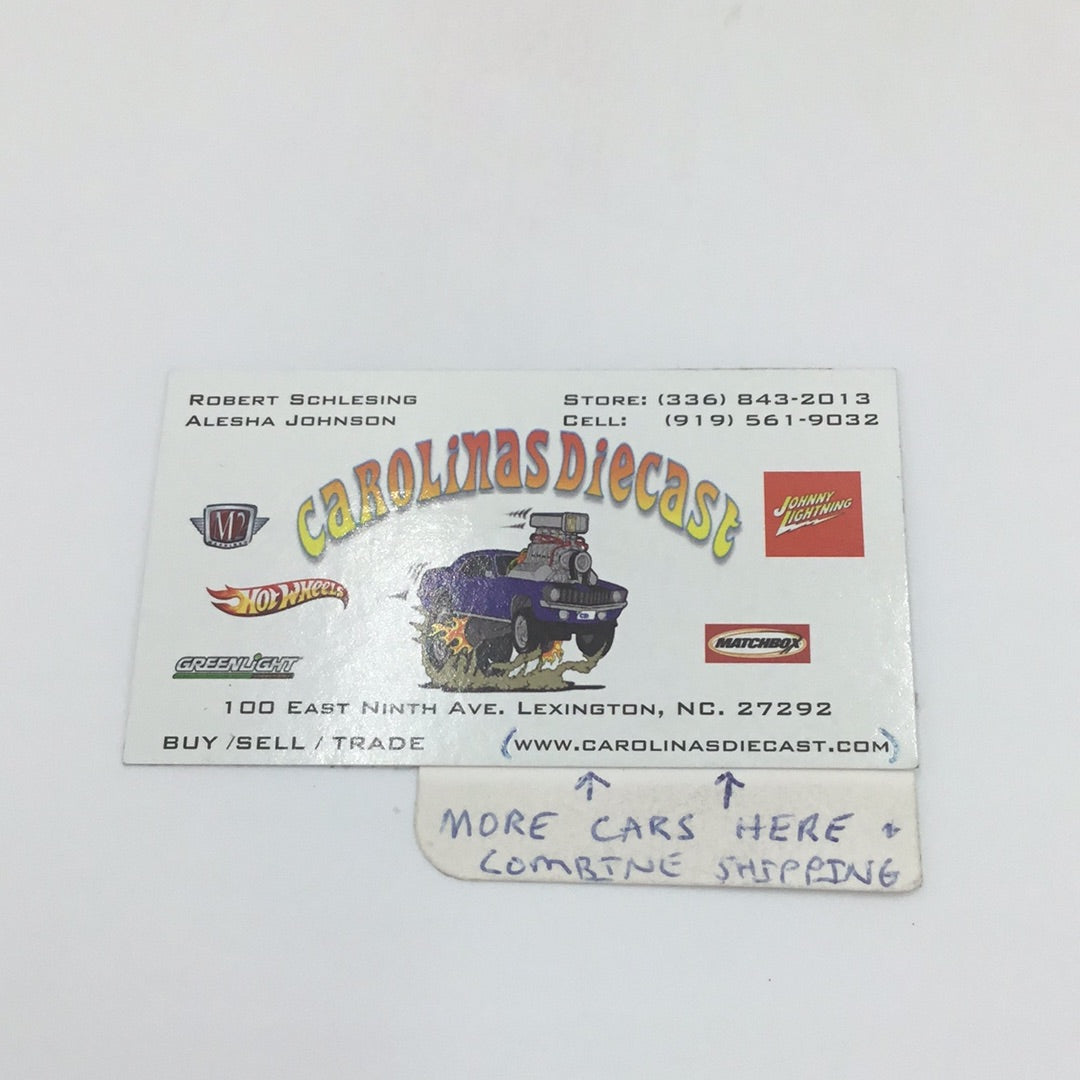 ROBERT SCHLESING
ALESHA JOHNSON
STORE: (336) 843-2013
CELL: (919) 561-9032
CAROLINAS DIECAST
M2
JOHNNY
LIGHTNING
HOT WHEELS
MATCHBOX
GREENLIGHT
100 EAST NINTH AVE. LEXINGTON, NC. 27292
BUY /SELL / TRADE
(WWW.CAROLINASDIECAST.COM)
MORE CARS HERE +
COMBINE SHIPPING